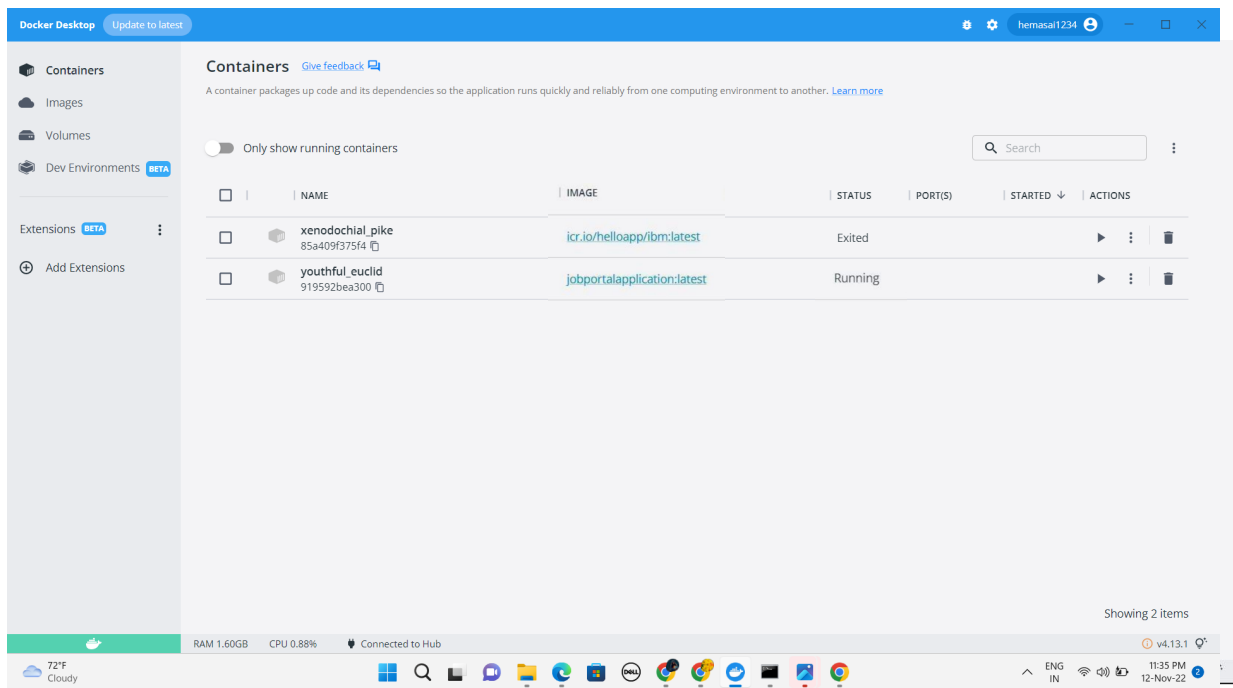 Docker Desktop Update to latest hemasai1234
Containers
Images
Volumes
Dev Environments BETA
Extensions BETA
Add Extensions
Containers Give feedback
A container packages up code and its dependencies so the application runs quickly and reliably from one computing environment to another. Learn more
Only show running containers Search
NAME IMAGE STATUS PORT(S) STARTED ACTIONS
xenodochial_pike icr.io/helloapp/ibm:latest Exited
85a409f375f4
youthful_euclid jobportalapplication:latest Running
919592bea300
Showing 2 items
RAM 1.60GB CPU 0.88% Connected to Hub v4.13.1
72°F
Cloudy
DELL
ENG
IN
11:35 PM
12-Nov-22
2